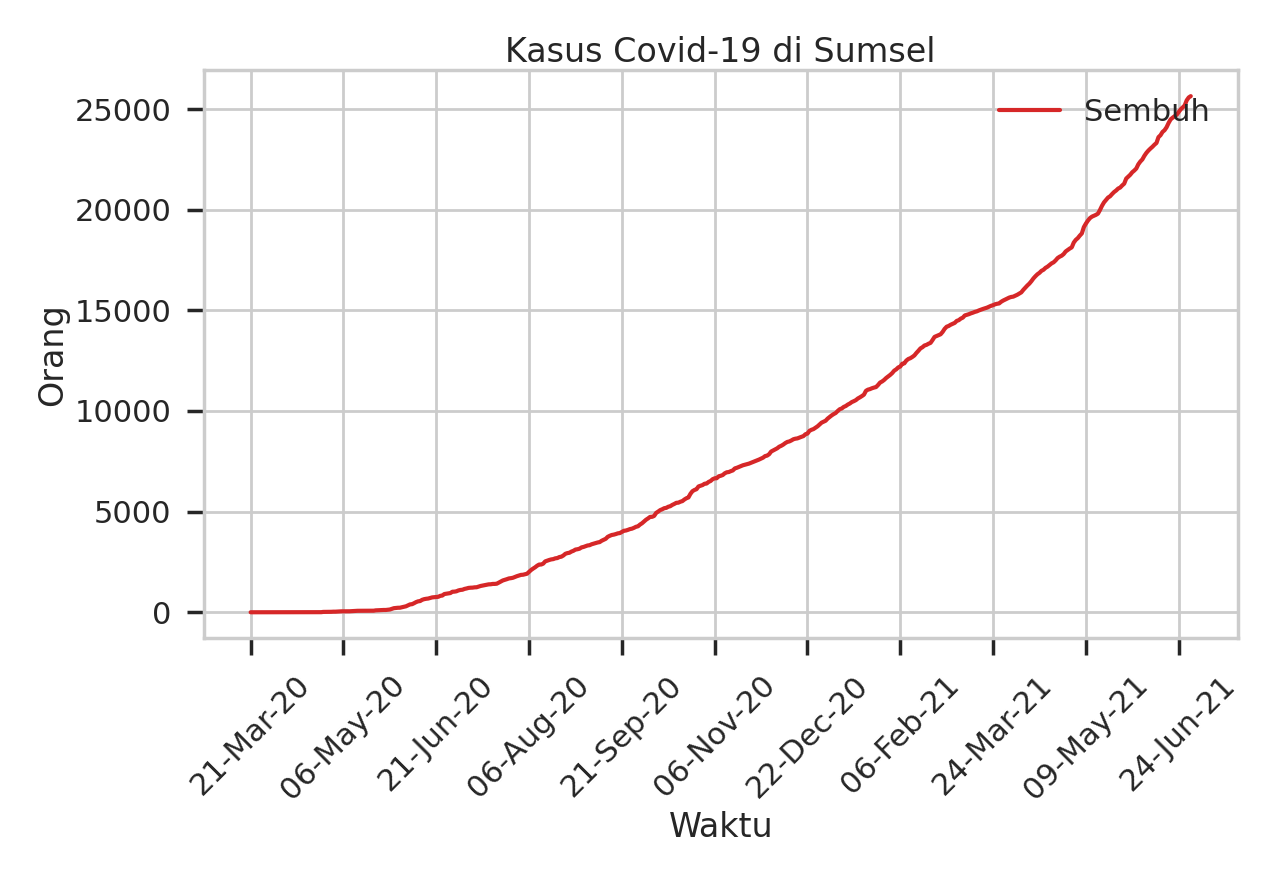 Kasus Covid-19 di Sumsel
Sembuh
25000
20000
15000
10000
5000
0
Orang
21-Mar-20
06-May-20
21-Jun-20
06-Aug-20
21-Sep-20
06-Nov-20
22-Dec-20
06-Feb-21
24-Mar-21
09-May-21
24-Jun-21
Waktu